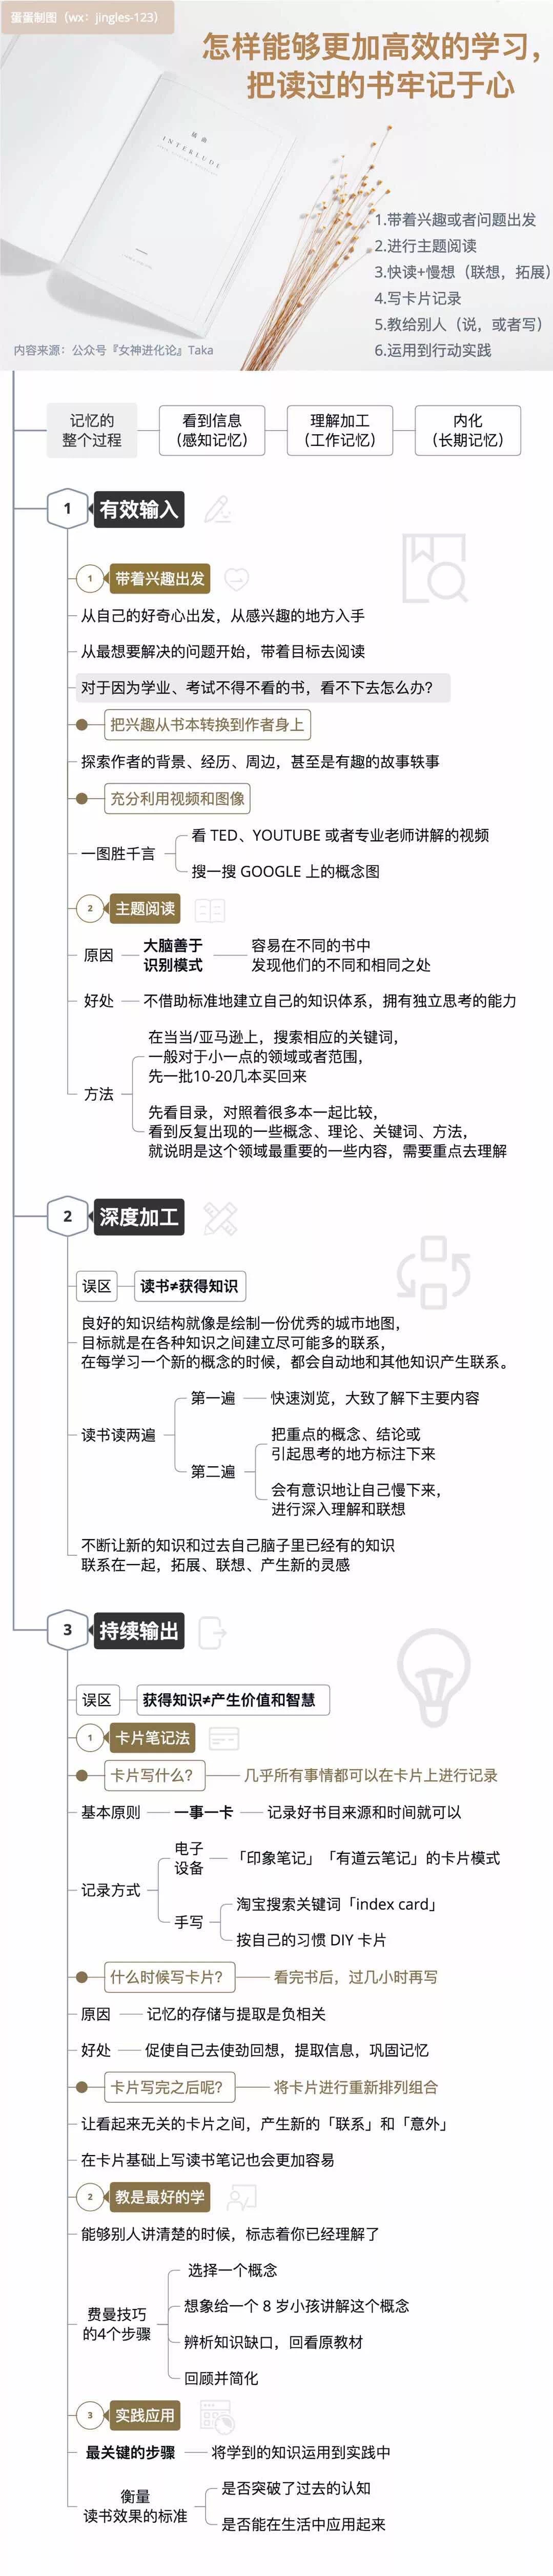 蛋蛋制图（wx：jingles-123）
怎样能够更加高效的学习，
把读过的书牢记于心
插曲
INTERLUDE
1.带着兴趣或者问题出发
2.进行主题阅读
3.快读+慢想（联想，拓展）
4.写卡片记录
5.教给别人（说，或者写）
6.运用到行动实践
内容来源：公众号『女神进化论』Taka
记忆的
整个过程
看到信息
（感知记忆）
理解加工
（工作记忆）
内化
（长期记忆）
1
有效输入
1
带着兴趣出发
从自己的好奇心出发，从感兴趣的地方入手
从最想要解决的问题开始，带着目标去阅读
对于因为学业、考试不得不看的书，看不下去怎么办？
把兴趣从书本转换到作者身上
探索作者的背景、经历、周边，甚至是有趣的故事轶事
充分利用视频和图像
一图胜千言
看 TED、YOUTUBE 或者专业老师讲解的视频
搜一搜 GOOGLE 上的概念图
2
主题阅读
原因
大脑善于
识别模式
容易在不同的书中
发现他们的不同和相同之处
好处
不借助标准地建立自己的知识体系，拥有独立思考的能力
方法
在当当/亚马逊上，搜索相应的关键词，
一般对于小一点的领域或者范围，
先一批10-20几本买回来
先看目录，对照着很多本一起比较，
看到反复出现的一些概念、理论、关键词、方法，
就说明是这个领域最重要的一些内容，需要重点去理解
2
深度加工
误区
读书≠获得知识
良好的知识结构就像是绘制一份优秀的城市地图，
目标就是在各种知识之间建立尽可能多的联系，
在每学习一个新的概念的时候，都会自动地和其他知识产生联系。
读书读两遍
第一遍
快速浏览，大致了解下主要内容
第二遍
把重点的概念、结论或
引起思考的地方标注下来
会有意识地让自己慢下来，
进行深入理解和联想
不断让新的知识和过去自己脑子里已经有的知识
联系在一起，拓展、联想、产生新的灵感
3
持续输出
误区
获得知识≠产生价值和智慧
1
卡片笔记法
卡片写什么？
几乎所有事情都可以在卡片上进行记录
基本原则
一事一卡
记录好书目来源和时间就可以
记录方式
电子
设备
「印象笔记」「有道云笔记」的卡片模式
手写
淘宝搜索关键词「index card」
按自己的习惯 DIY 卡片
什么时候写卡片？
看完书后，过几小时再写
原因
记忆的存储与提取是负相关
好处
促使自己去使劲回想，提取信息，巩固记忆
卡片写完之后呢？
将卡片进行重新排列组合
让看起来无关的卡片之间，产生新的「联系」和「意外」
在卡片基础上写读书笔记也会更加容易
2
教是最好的学
能够别人讲清楚的时候，标志着你已经理解了
费曼技巧
的4个步骤
选择一个概念
想象给一个 8 岁小孩讲解这个概念
辨析知识缺口，回看原教材
回顾并简化
3
实践应用
最关键的步骤
将学到的知识运用到实践中
衡量
读书效果的标准
是否突破了过去的认知
是否能在生活中应用起来